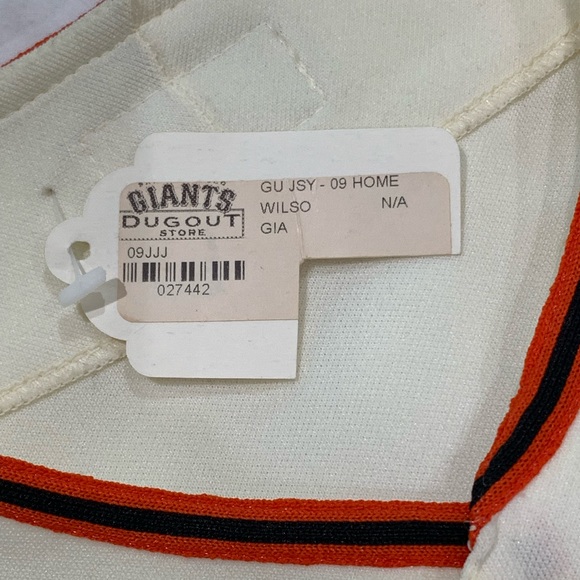 GIANTS
DUGOUT
STORE
GU JSY - 09 HOME
WILSO N/A
GIA
09JJJ
027442